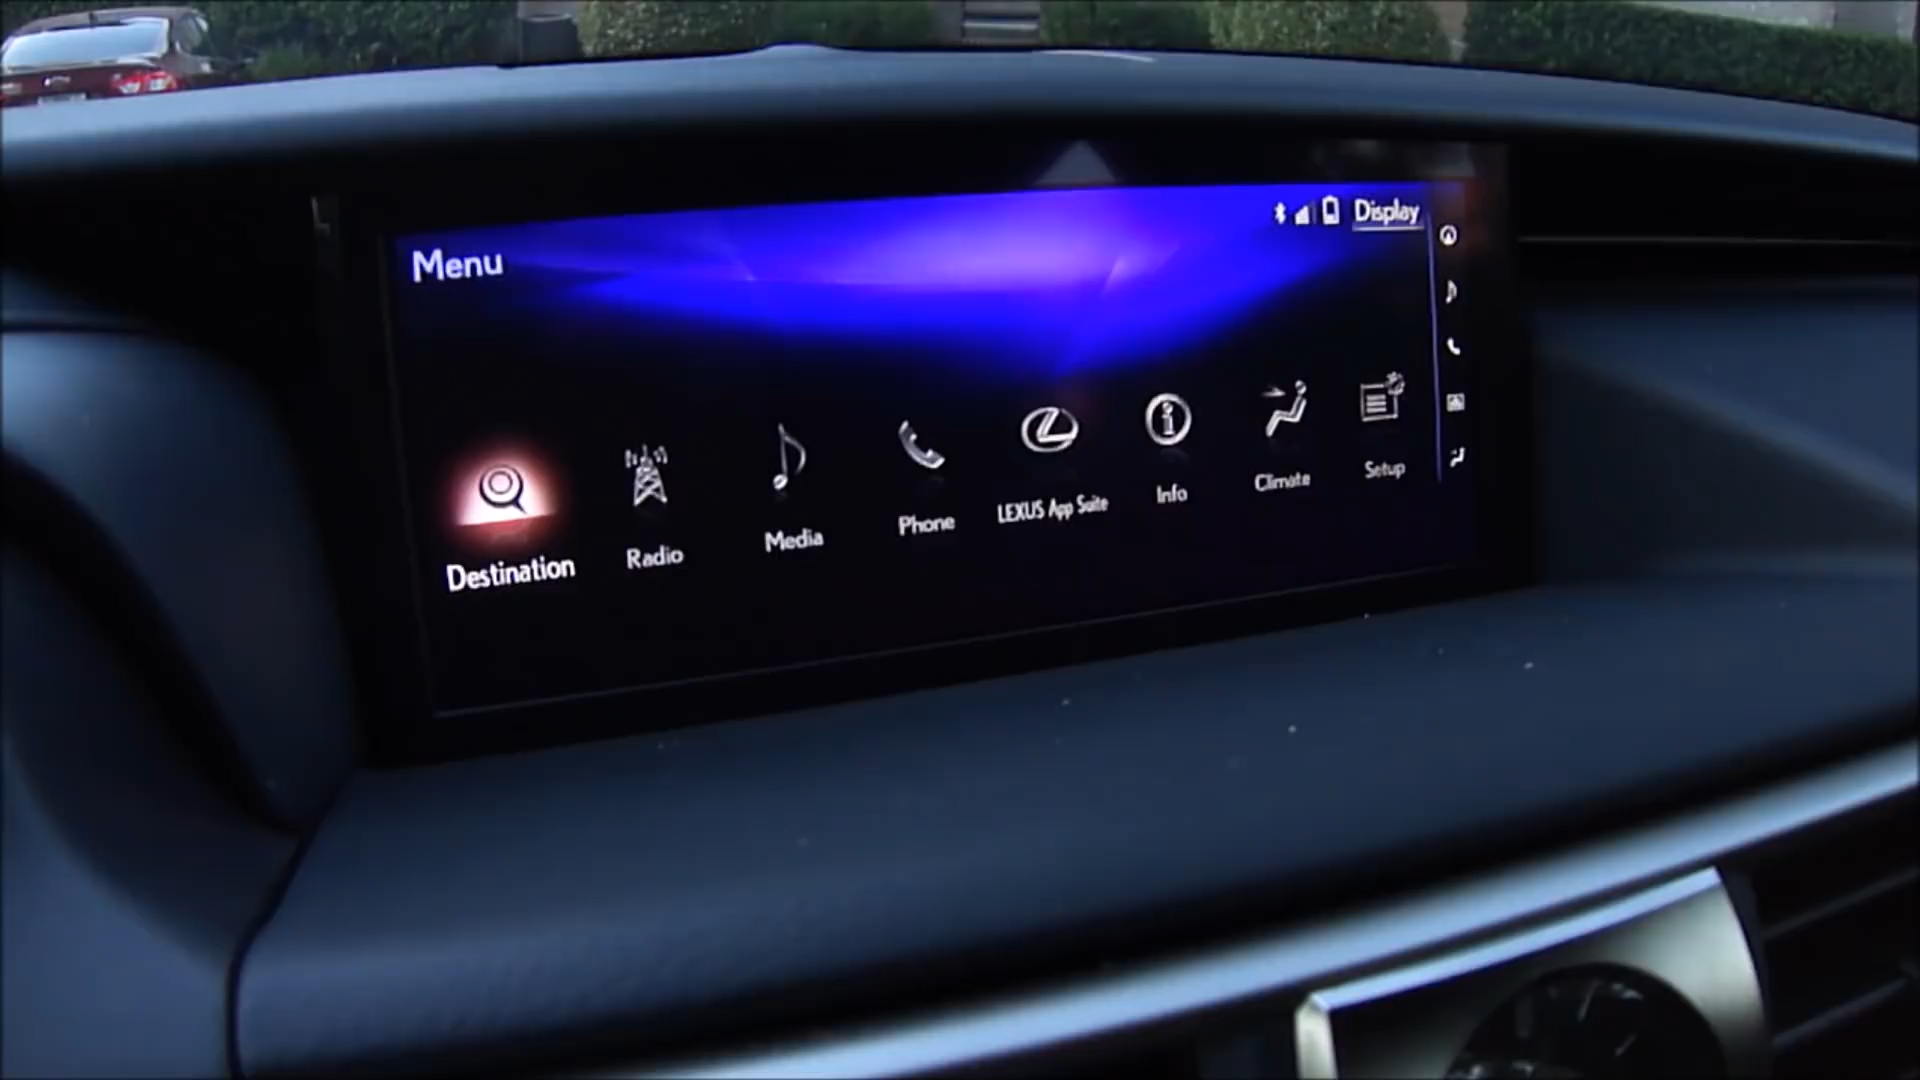 Display
Menu
Destination
Radio
Media
Phone
LEXUS App Suite
Info
Climate
Setup